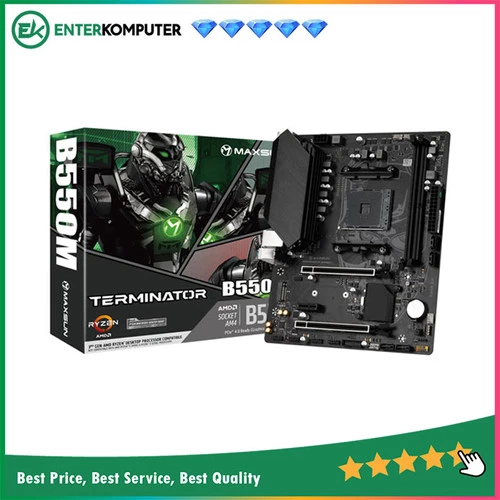 EK ENTERKOMPUTER
MAXSUN
B550M
MAXSUN
TERMINATOR
B550
AMD
SOCKET
AM4
B5
RYZEN
AMD
Best Price, Best Service, Best Quality